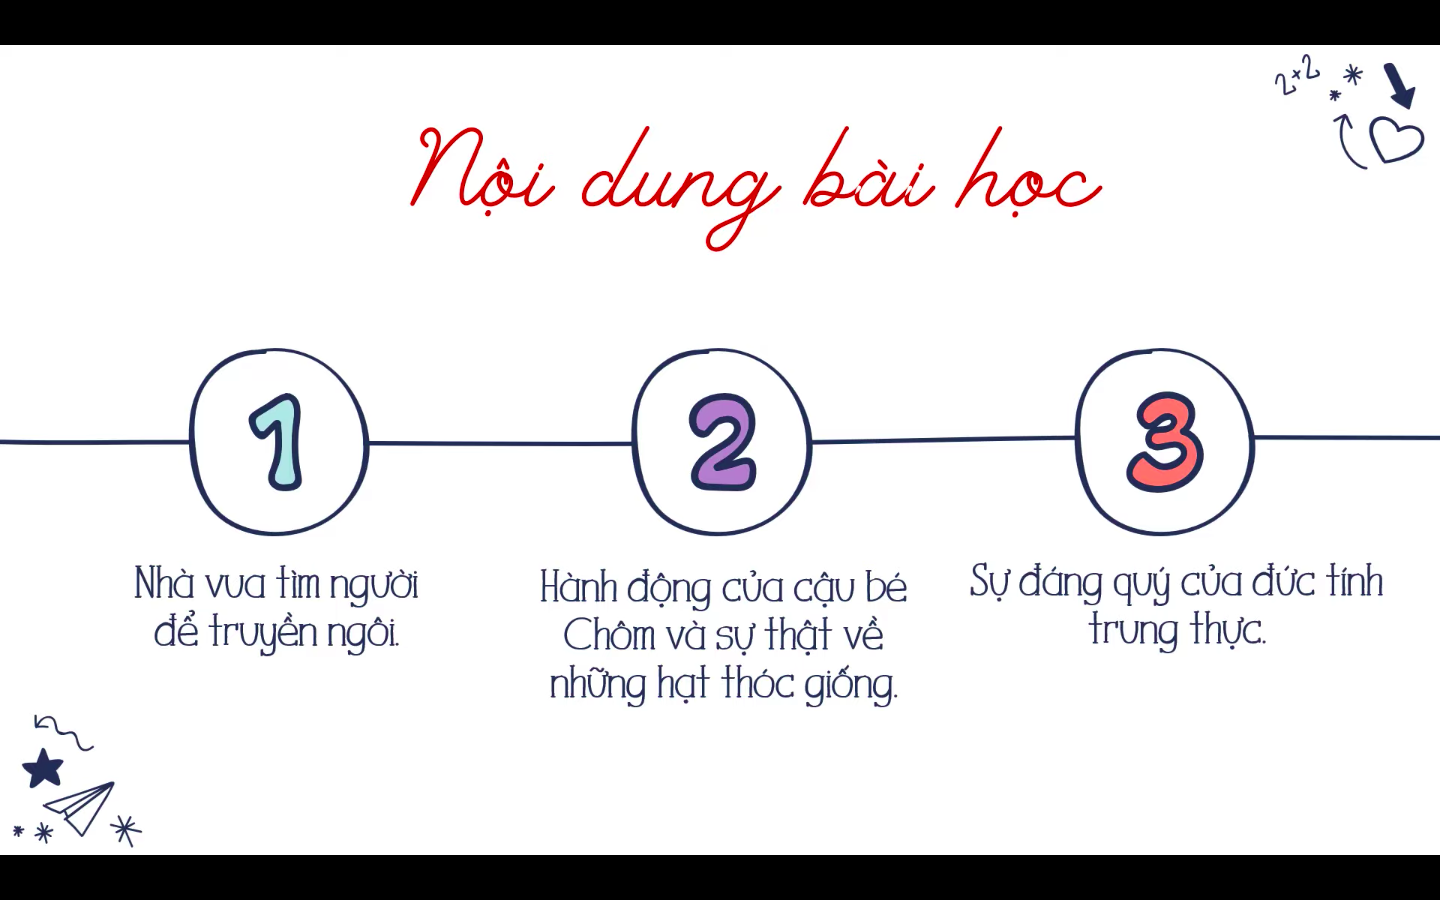 2×2
Nội dung bài học
1
2
3
Nhà vua tìm người
để truyền ngôi.
Hành động của cậu bé
Chôm và sự thật về
những hạt thóc giống.
Sự đáng quý của đức tính
trung thực.